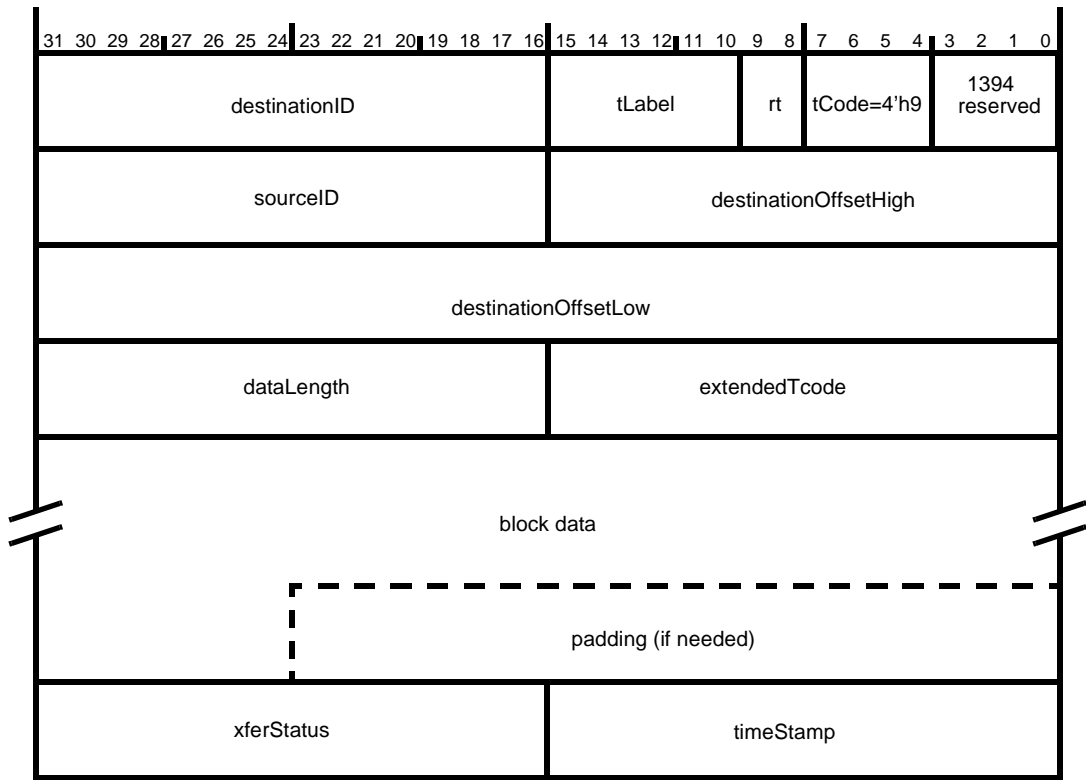 31 30 29 28 27 26 25 24 23 22 21 20 19 18 17 16 15 14 13 12 11 10 9 8 7 6 5 4 3 2 1 0
destinationID tLabel rt tCode=4'h9 1394
reserved
sourceID destinationOffsetHigh
destinationOffsetLow
dataLength extendedTcode
block data
padding (if needed)
xferStatus timeStamp